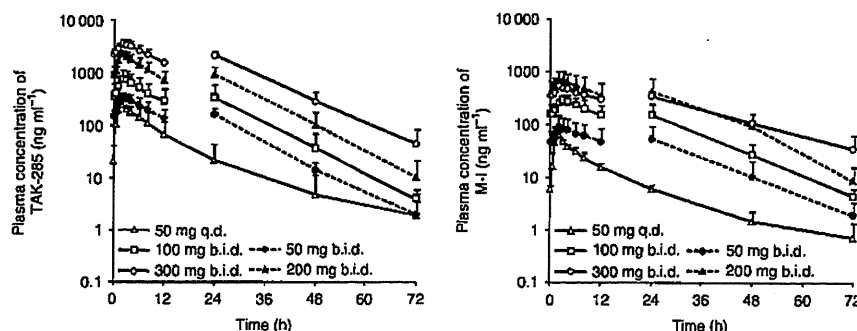 Plasma concentration of
TAK-285 (ng ml⁻¹)
10 000
1000
100
10
1
0.1
50 mg q.d.
100 mg b.i.d.
50 mg b.i.d.
300 mg b.i.d.
200 mg b.i.d.
0
12
24
36
48
60
72
Time (h)
Plasma concentration of
M-I (ng ml⁻¹)
10 000
1000
100
10
1
0.1
50 mg q.d.
100 mg b.i.d.
50 mg b.i.d.
300 mg b.i.d.
200 mg b.i.d.
0
12
24
36
48
60
72
Time (h)